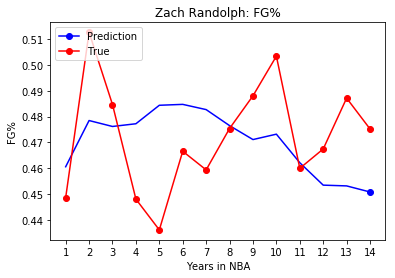 Zach Randolph: FG%
Prediction
True
0.51
0.50
0.49
0.48
0.47
0.46
0.45
0.44
FG%
1 2 3 4 5 6 7 8 9 10 11 12 13 14
Years in NBA